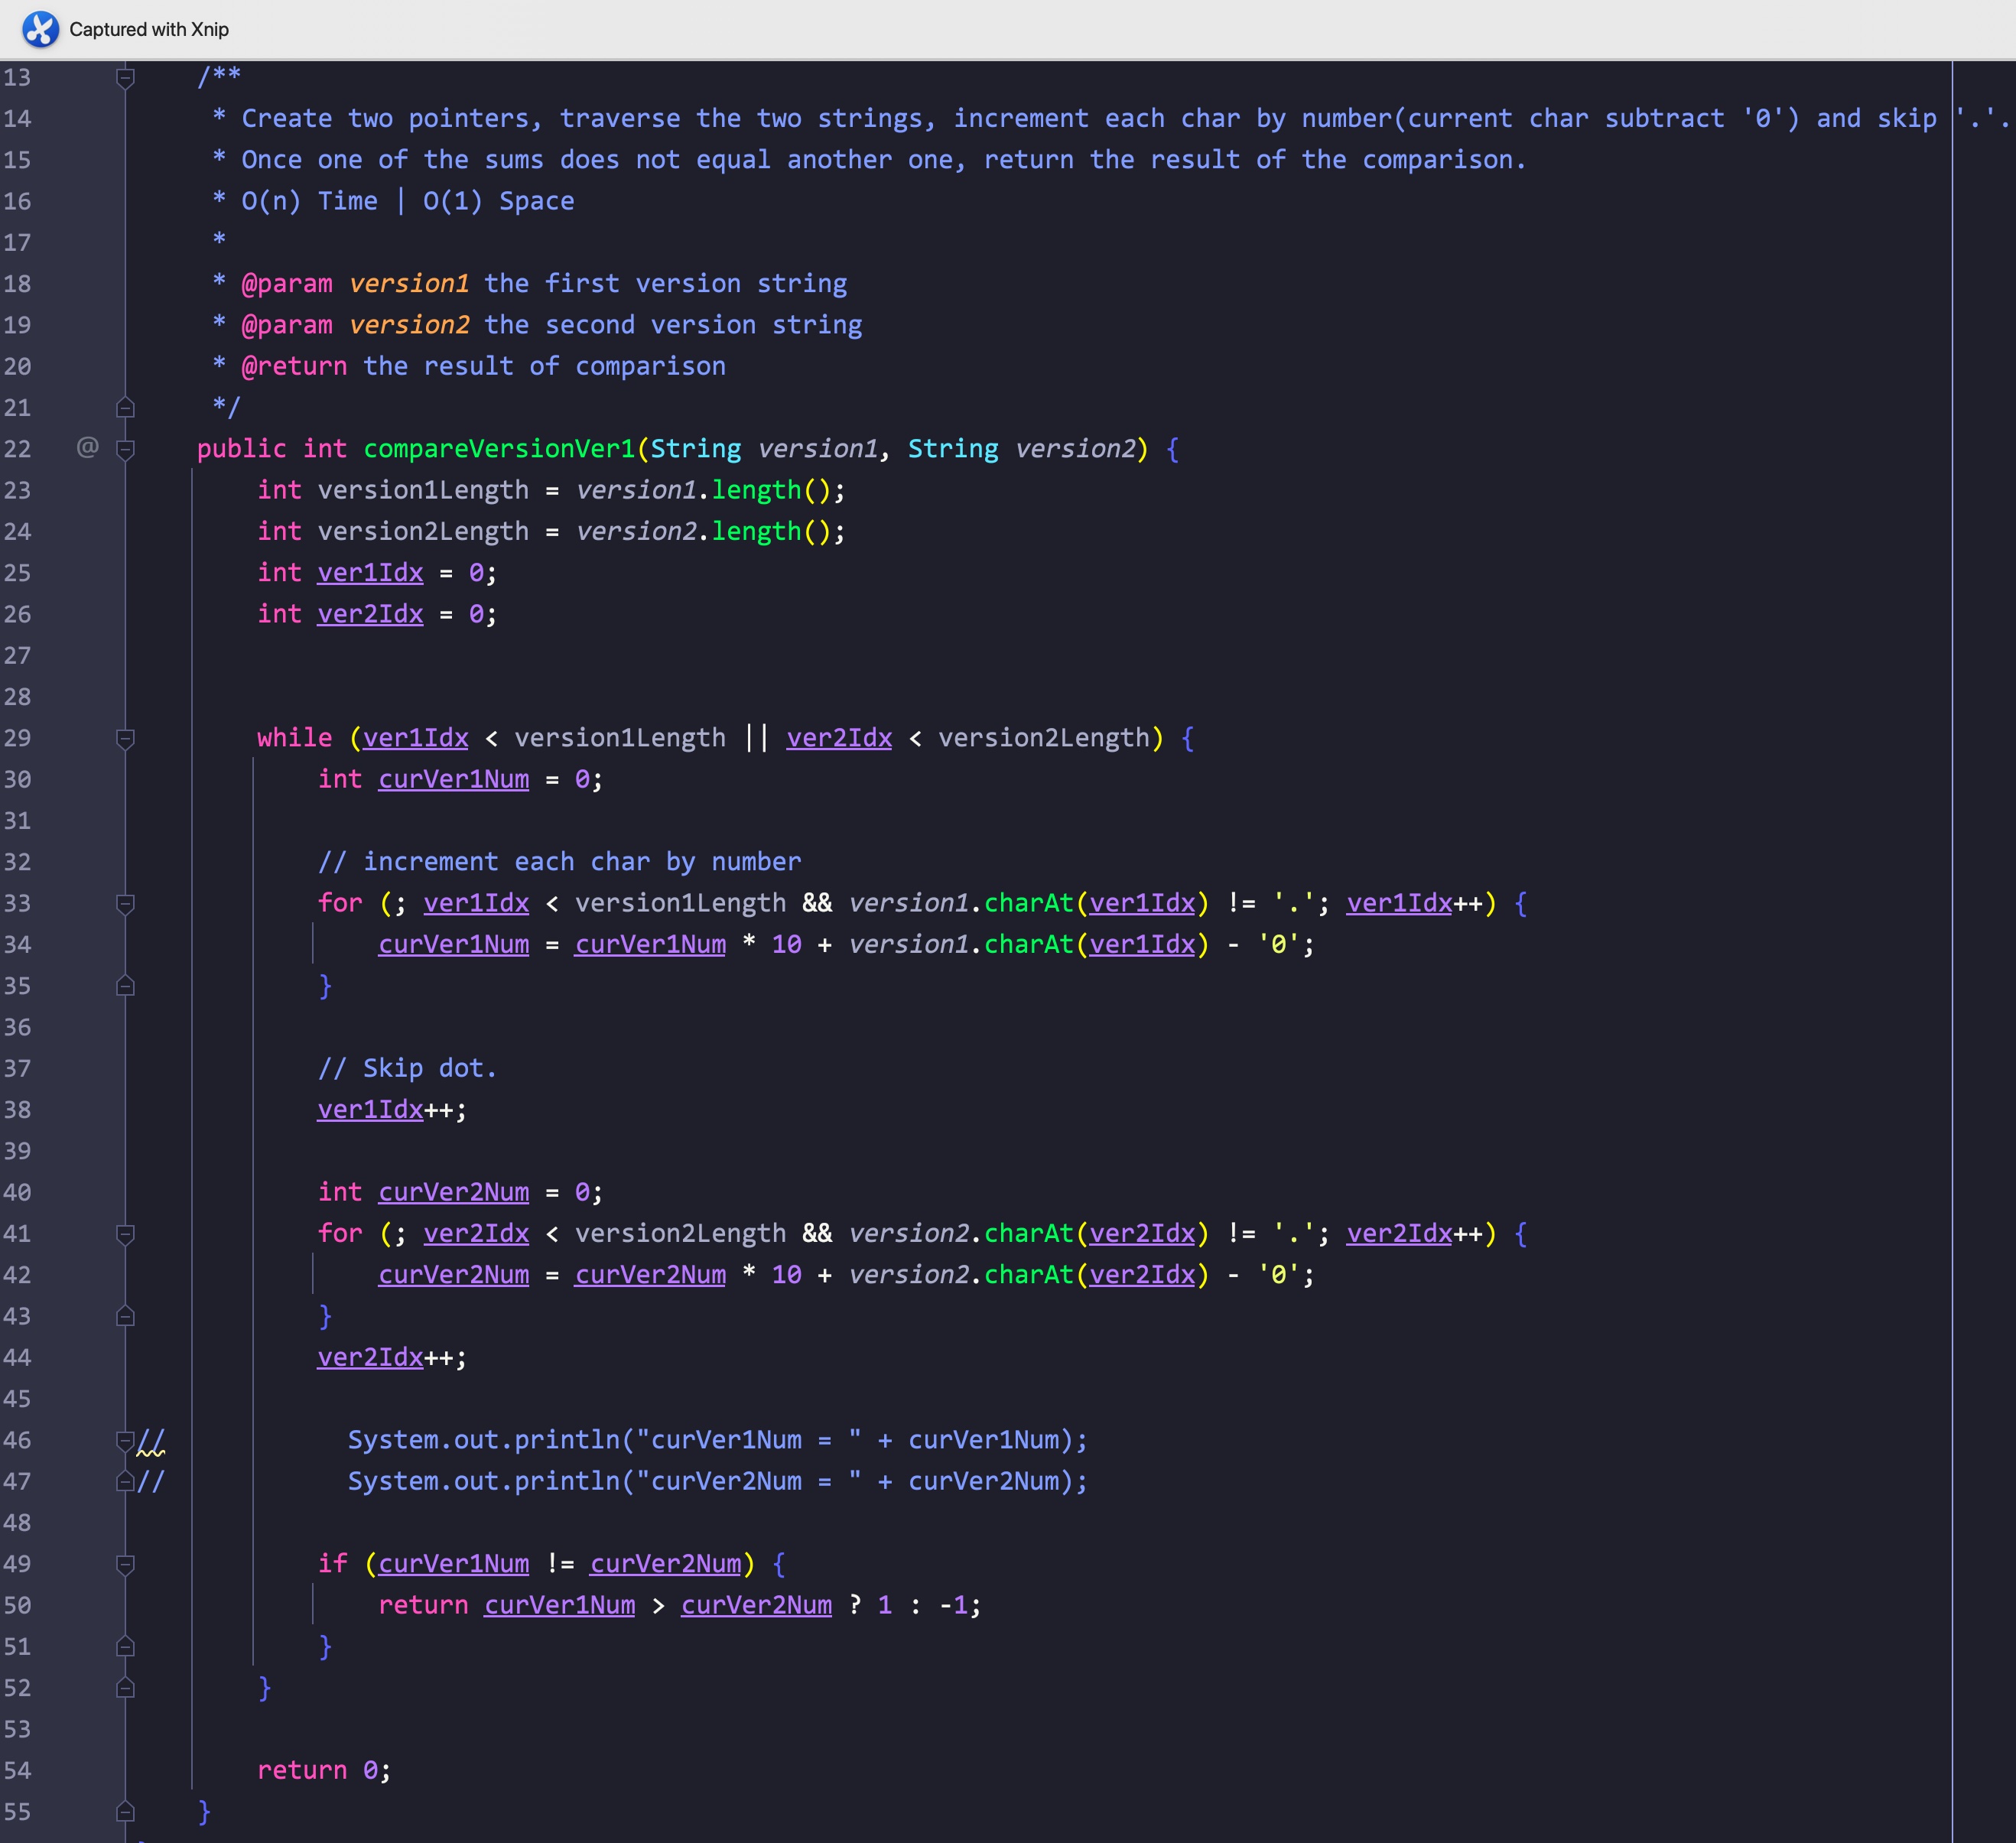 Captured with Xnip
13 /**
14 * Create two pointers, traverse the two strings, increment each char by number(current char subtract '0') and skip '.'.
15 * Once one of the sums does not equal another one, return the result of the comparison.
16 * O(n) Time | O(1) Space
17 *
18 * @param version1 the first version string
19 * @param version2 the second version string
20 * @return the result of comparison
21 */
22 @ public int compareVersionVer1(String version1, String version2) {
23 int version1Length = version1.length();
24 int version2Length = version2.length();
25 int ver1Idx = 0;
26 int ver2Idx = 0;
27
28
29 while (ver1Idx < version1Length || ver2Idx < version2Length) {
30 int curVer1Num = 0;
31
32 // increment each char by number
33 for (; ver1Idx < version1Length && version1.charAt(ver1Idx) != '.'; ver1Idx++) {
34 curVer1Num = curVer1Num * 10 + version1.charAt(ver1Idx) - '0';
35 }
36
37 // Skip dot.
38 ver1Idx++;
39
40 int curVer2Num = 0;
41 for (; ver2Idx < version2Length && version2.charAt(ver2Idx) != '.'; ver2Idx++) {
42 curVer2Num = curVer2Num * 10 + version2.charAt(ver2Idx) - '0';
43 }
44 ver2Idx++;
45
46 // System.out.println("curVer1Num = " + curVer1Num);
47 // System.out.println("curVer2Num = " + curVer2Num);
48
49 if (curVer1Num != curVer2Num) {
50 return curVer1Num > curVer2Num ? 1 : -1;
51 }
52 }
53
54 return 0;
55 }